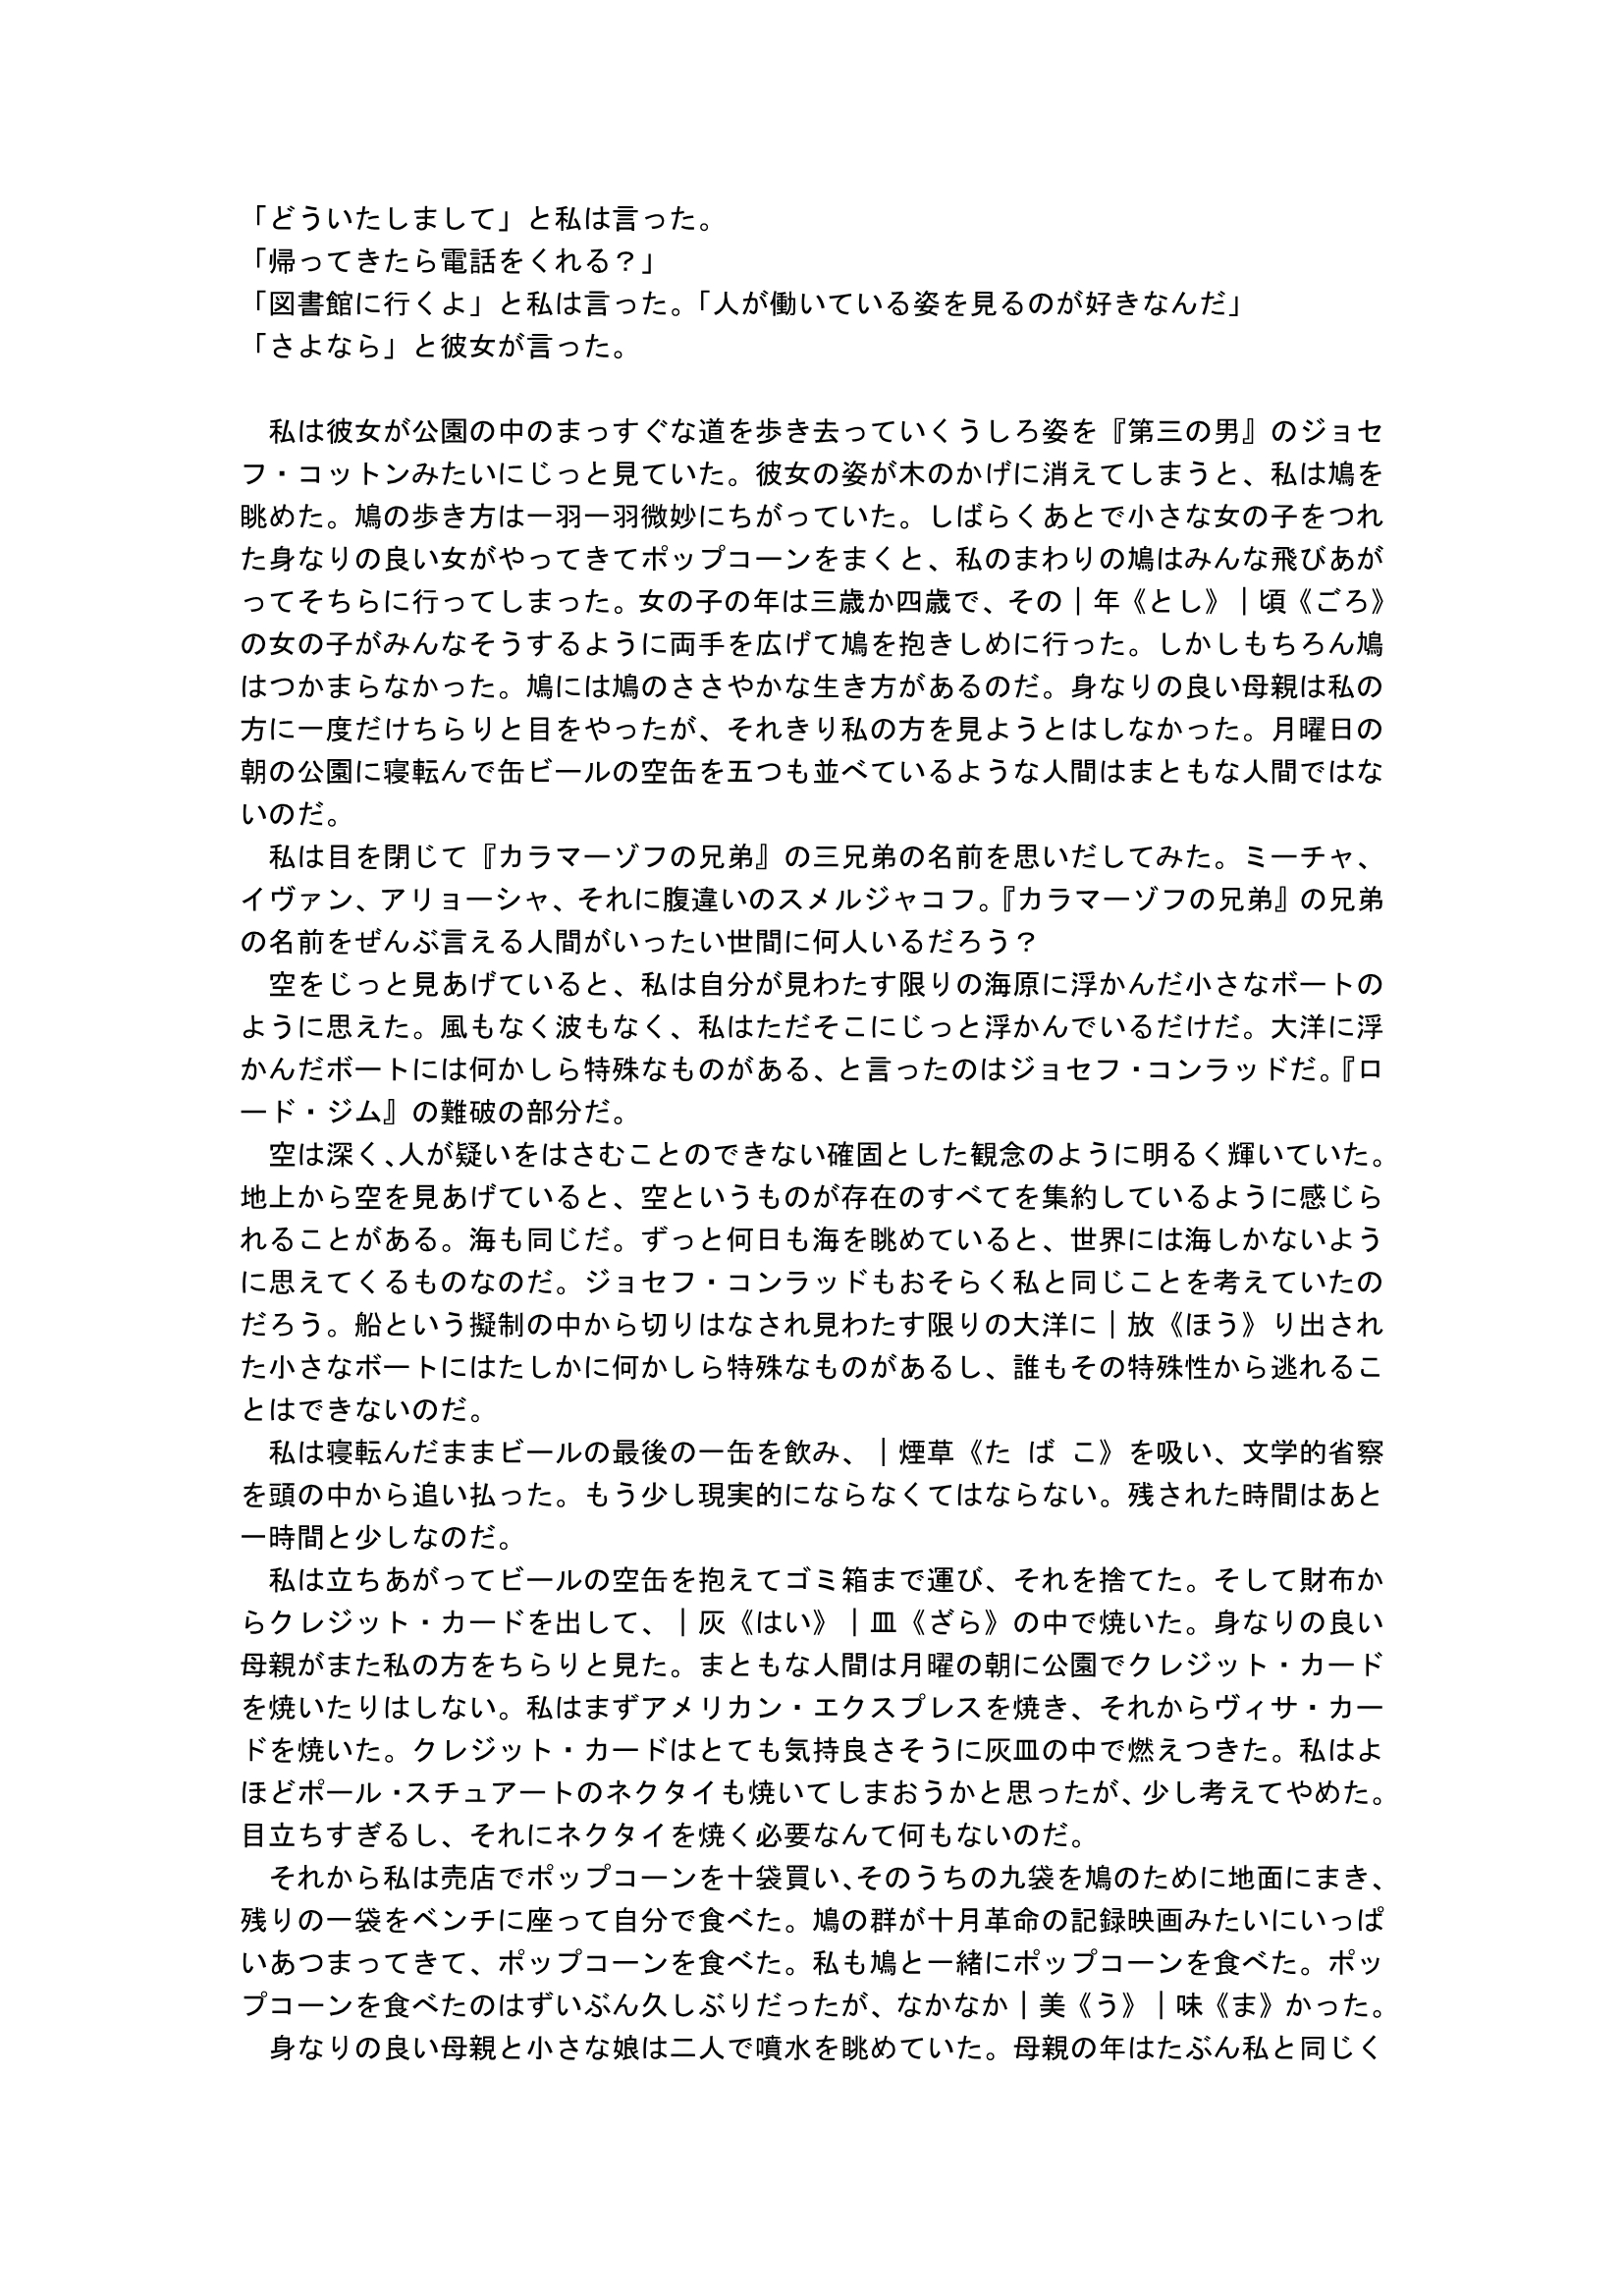 「どういたしまして」と私は言った。
「帰ってきたら電話をくれる？」
「図書館に行くよ」と私は言った。「人が働いている姿を見るのが好きなんだ」
「さよなら」と彼女が言った。
　私は彼女が公園の中のまっすぐな道を歩き去っていくうしろ姿を『第三の男』のジョセ
フ・コットンみたいにじっと見ていた。彼女の姿が木のかげに消えてしまうと、私は鳩を
眺めた。鳩の歩き方は一羽一羽微妙にちがっていた。しばらくあとで小さな女の子をつれ
た身なりの良い女がやってきてポップコーンをまくと、私のまわりの鳩はみんな飛びあが
ってそちらに行ってしまった。女の子の年は三歳か四歳で、その｜年《とし》｜頃《ごろ》
の女の子がみんなそうするように両手を広げて鳩を抱きしめに行った。しかしもちろん鳩
はつかまらなかった。鳩には鳩のささやかな生き方があるのだ。身なりの良い母親は私の
方に一度だけちらりと目をやったが、それきり私の方を見ようとはしなかった。月曜日の
朝の公園に寝転んで缶ビールの空缶を五つも並べているような人間はまともな人間ではな
いのだ。
　私は目を閉じて『カラマーゾフの兄弟』の三兄弟の名前を思いだしてみた。ミーチャ、
イヴァン、アリョーシャ、それに腹違いのスメルジャコフ。『カラマーゾフの兄弟』の兄弟
の名前をぜんぶ言える人間がいったい世間に何人いるだろう？
　空をじっと見あげていると、私は自分が見わたす限りの海原に浮かんだ小さなボートの
ように思えた。風もなく波もなく、私はただそこにじっと浮かんでいるだけだ。大洋に浮
かんだボートには何かしら特殊なものがある、と言ったのはジョセフ・コンラッドだ。『ロ
ード・ジム』の難破の部分だ。
　空は深く、人が疑いをはさむことのできない確固とした観念のように明るく輝いていた。
地上から空を見あげていると、空というものが存在のすべてを集約しているように感じら
れることがある。海も同じだ。ずっと何日も海を眺めていると、世界には海しかないよう
に思えてくるものなのだ。ジョセフ・コンラッドもおそらく私と同じことを考えていたの
だろう。船という擬制の中から切りはなされ見わたす限りの大洋に｜放《ほう》り出され
た小さなボートにはたしかに何かしら特殊なものがあるし、誰もその特殊性から逃れるこ
とはできないのだ。
　私は寝転んだままビールの最後の一缶を飲み、｜煙草《た ば こ》を吸い、文学的省察
を頭の中から追い払った。もう少し現実的にならなくてはならない。残された時間はあと
一時間と少しなのだ。
　私は立ちあがってビールの空缶を抱えてゴミ箱まで運び、それを捨てた。そして財布か
らクレジット・カードを出して、｜灰《はい》｜皿《ざら》の中で焼いた。身なりの良い
母親がまた私の方をちらりと見た。まともな人間は月曜の朝に公園でクレジット・カード
を焼いたりはしない。私はまずアメリカン・エクスプレスを焼き、それからヴィサ・カー
ドを焼いた。クレジット・カードはとても気持良さそうに灰皿の中で燃えつきた。私はよ
ほどポール・スチュアートのネクタイも焼いてしまおうかと思ったが、少し考えてやめた。
目立ちすぎるし、それにネクタイを焼く必要なんて何もないのだ。
　それから私は売店でポップコーンを十袋買い、そのうちの九袋を鳩のために地面にまき、
残りの一袋をベンチに座って自分で食べた。鳩の群が十月革命の記録映画みたいにいっぱ
いあつまってきて、ポップコーンを食べた。私も鳩と一緒にポップコーンを食べた。ポッ
プコーンを食べたのはずいぶん久しぶりだったが、なかなか｜美《う》｜味《ま》かった。
　身なりの良い母親と小さな娘は二人で噴水を眺めていた。母親の年はたぶん私と同じく